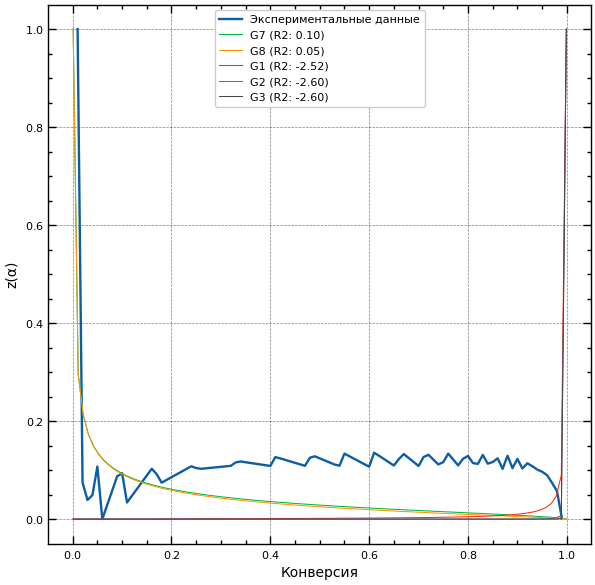 Экспериментальные данные
G7 (R2: 0.10)
G8 (R2: 0.05)
G1 (R2: -2.52)
G2 (R2: -2.60)
G3 (R2: -2.60)
1.0
0.8
0.6
0.4
0.2
0.0
z(α)
0.0 0.2 0.4 0.6 0.8 1.0
Конверсия